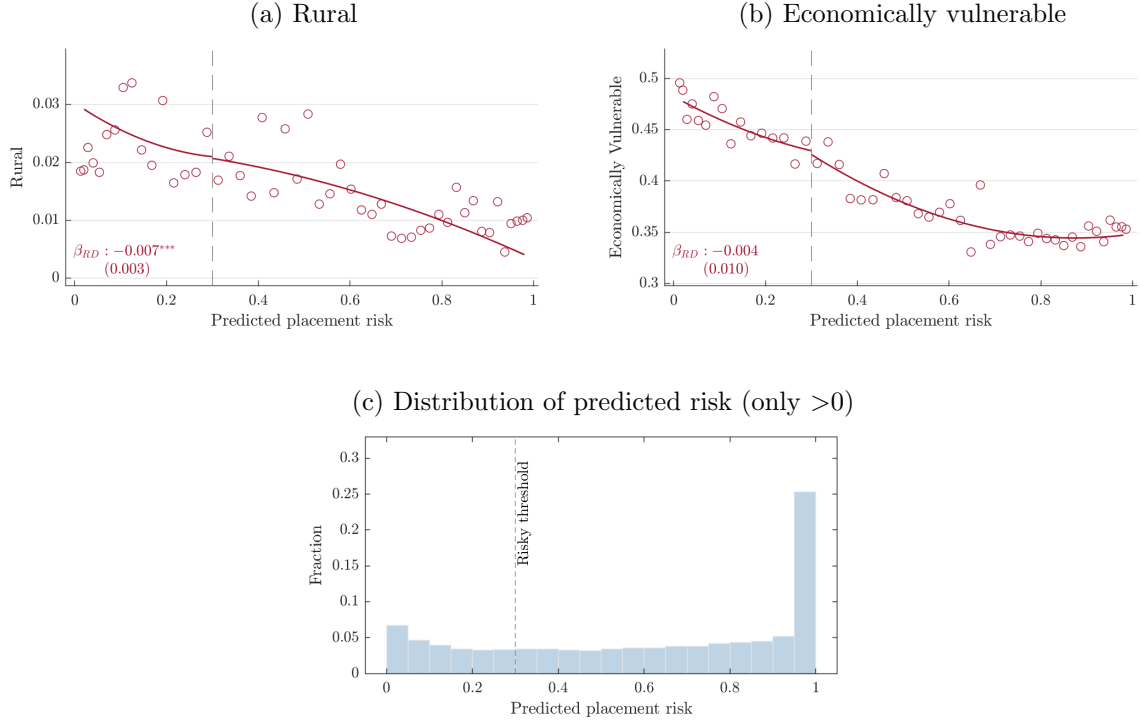 (a) Rural
0.03
0.02
0.01
0
Rural
β_RD : −0.007***
(0.003)
0 0.2 0.4 0.6 0.8 1
Predicted placement risk
(b) Economically vulnerable
0.5
0.45
0.4
0.35
0.3
Economically Vulnerable
β_RD : −0.004
(0.010)
0 0.2 0.4 0.6 0.8 1
Predicted placement risk
(c) Distribution of predicted risk (only >0)
0.3
0.25
0.2
0.15
0.1
0.05
0
Fraction
Risky threshold
0 0.2 0.4 0.6 0.8 1
Predicted placement risk